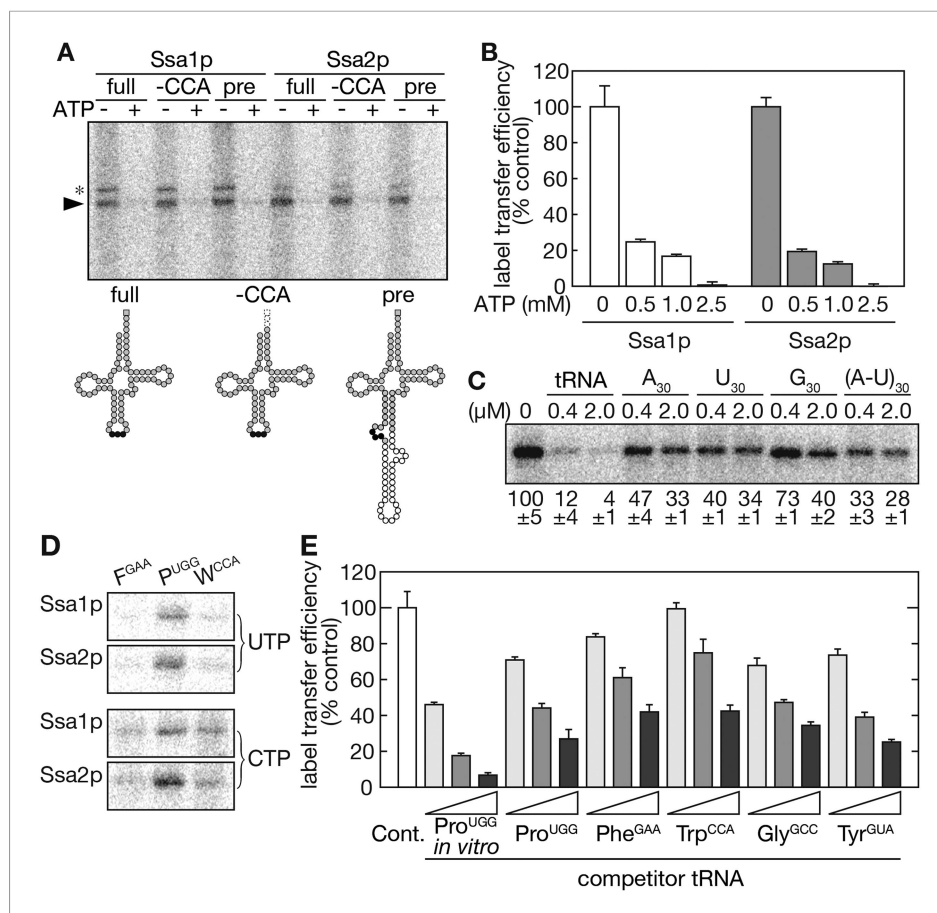 A
Ssa1p Ssa2p
full -CCA pre full -CCA pre
ATP - + - + - + - + - + - +
*
full -CCA pre
B
label transfer efficiency
(% control)
120
100
80
60
40
20
0
ATP (mM) 0 0.5 1.0 2.5 0 0.5 1.0 2.5
Ssa1p Ssa2p
C
tRNA A30 U30 G30 (A-U)30
(μM) 0 0.4 2.0 0.4 2.0 0.4 2.0 0.4 2.0 0.4 2.0
100 12 4 47 33 40 34 73 40 33 28
±5 ±4 ±1 ±4 ±1 ±1 ±1 ±1 ±2 ±3 ±1
D
FGAA PUGG WCCA
Ssa1p
Ssa2p
UTP
Ssa1p
Ssa2p
CTP
E
label transfer efficiency
(% control)
120
100
80
60
40
20
0
Cont. ProUGG ProUGG PheGAA TrpCCA GlyGCC TyrGUA
in vitro
competitor tRNA